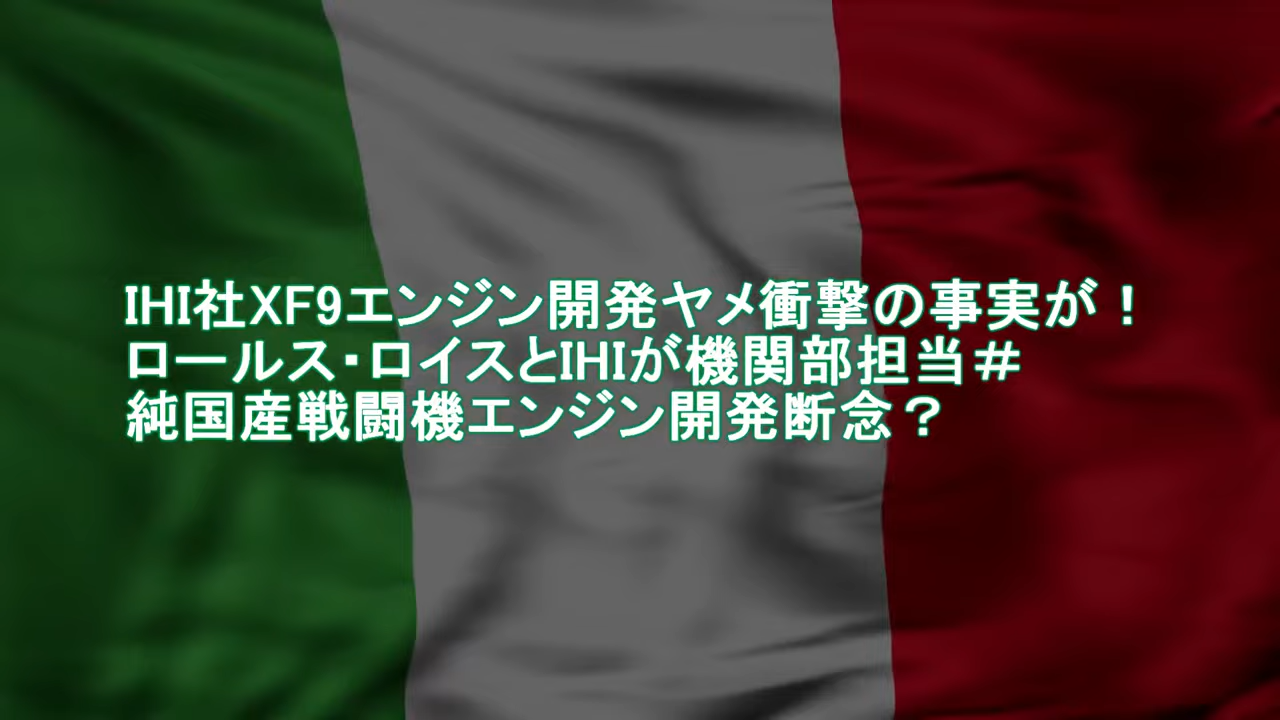 IHI社XF9エンジン開発ヤメ衝撃の事実が！
ロールス・ロイスとIHIが機関部担当＃
純国産戦闘機エンジン開発断念？